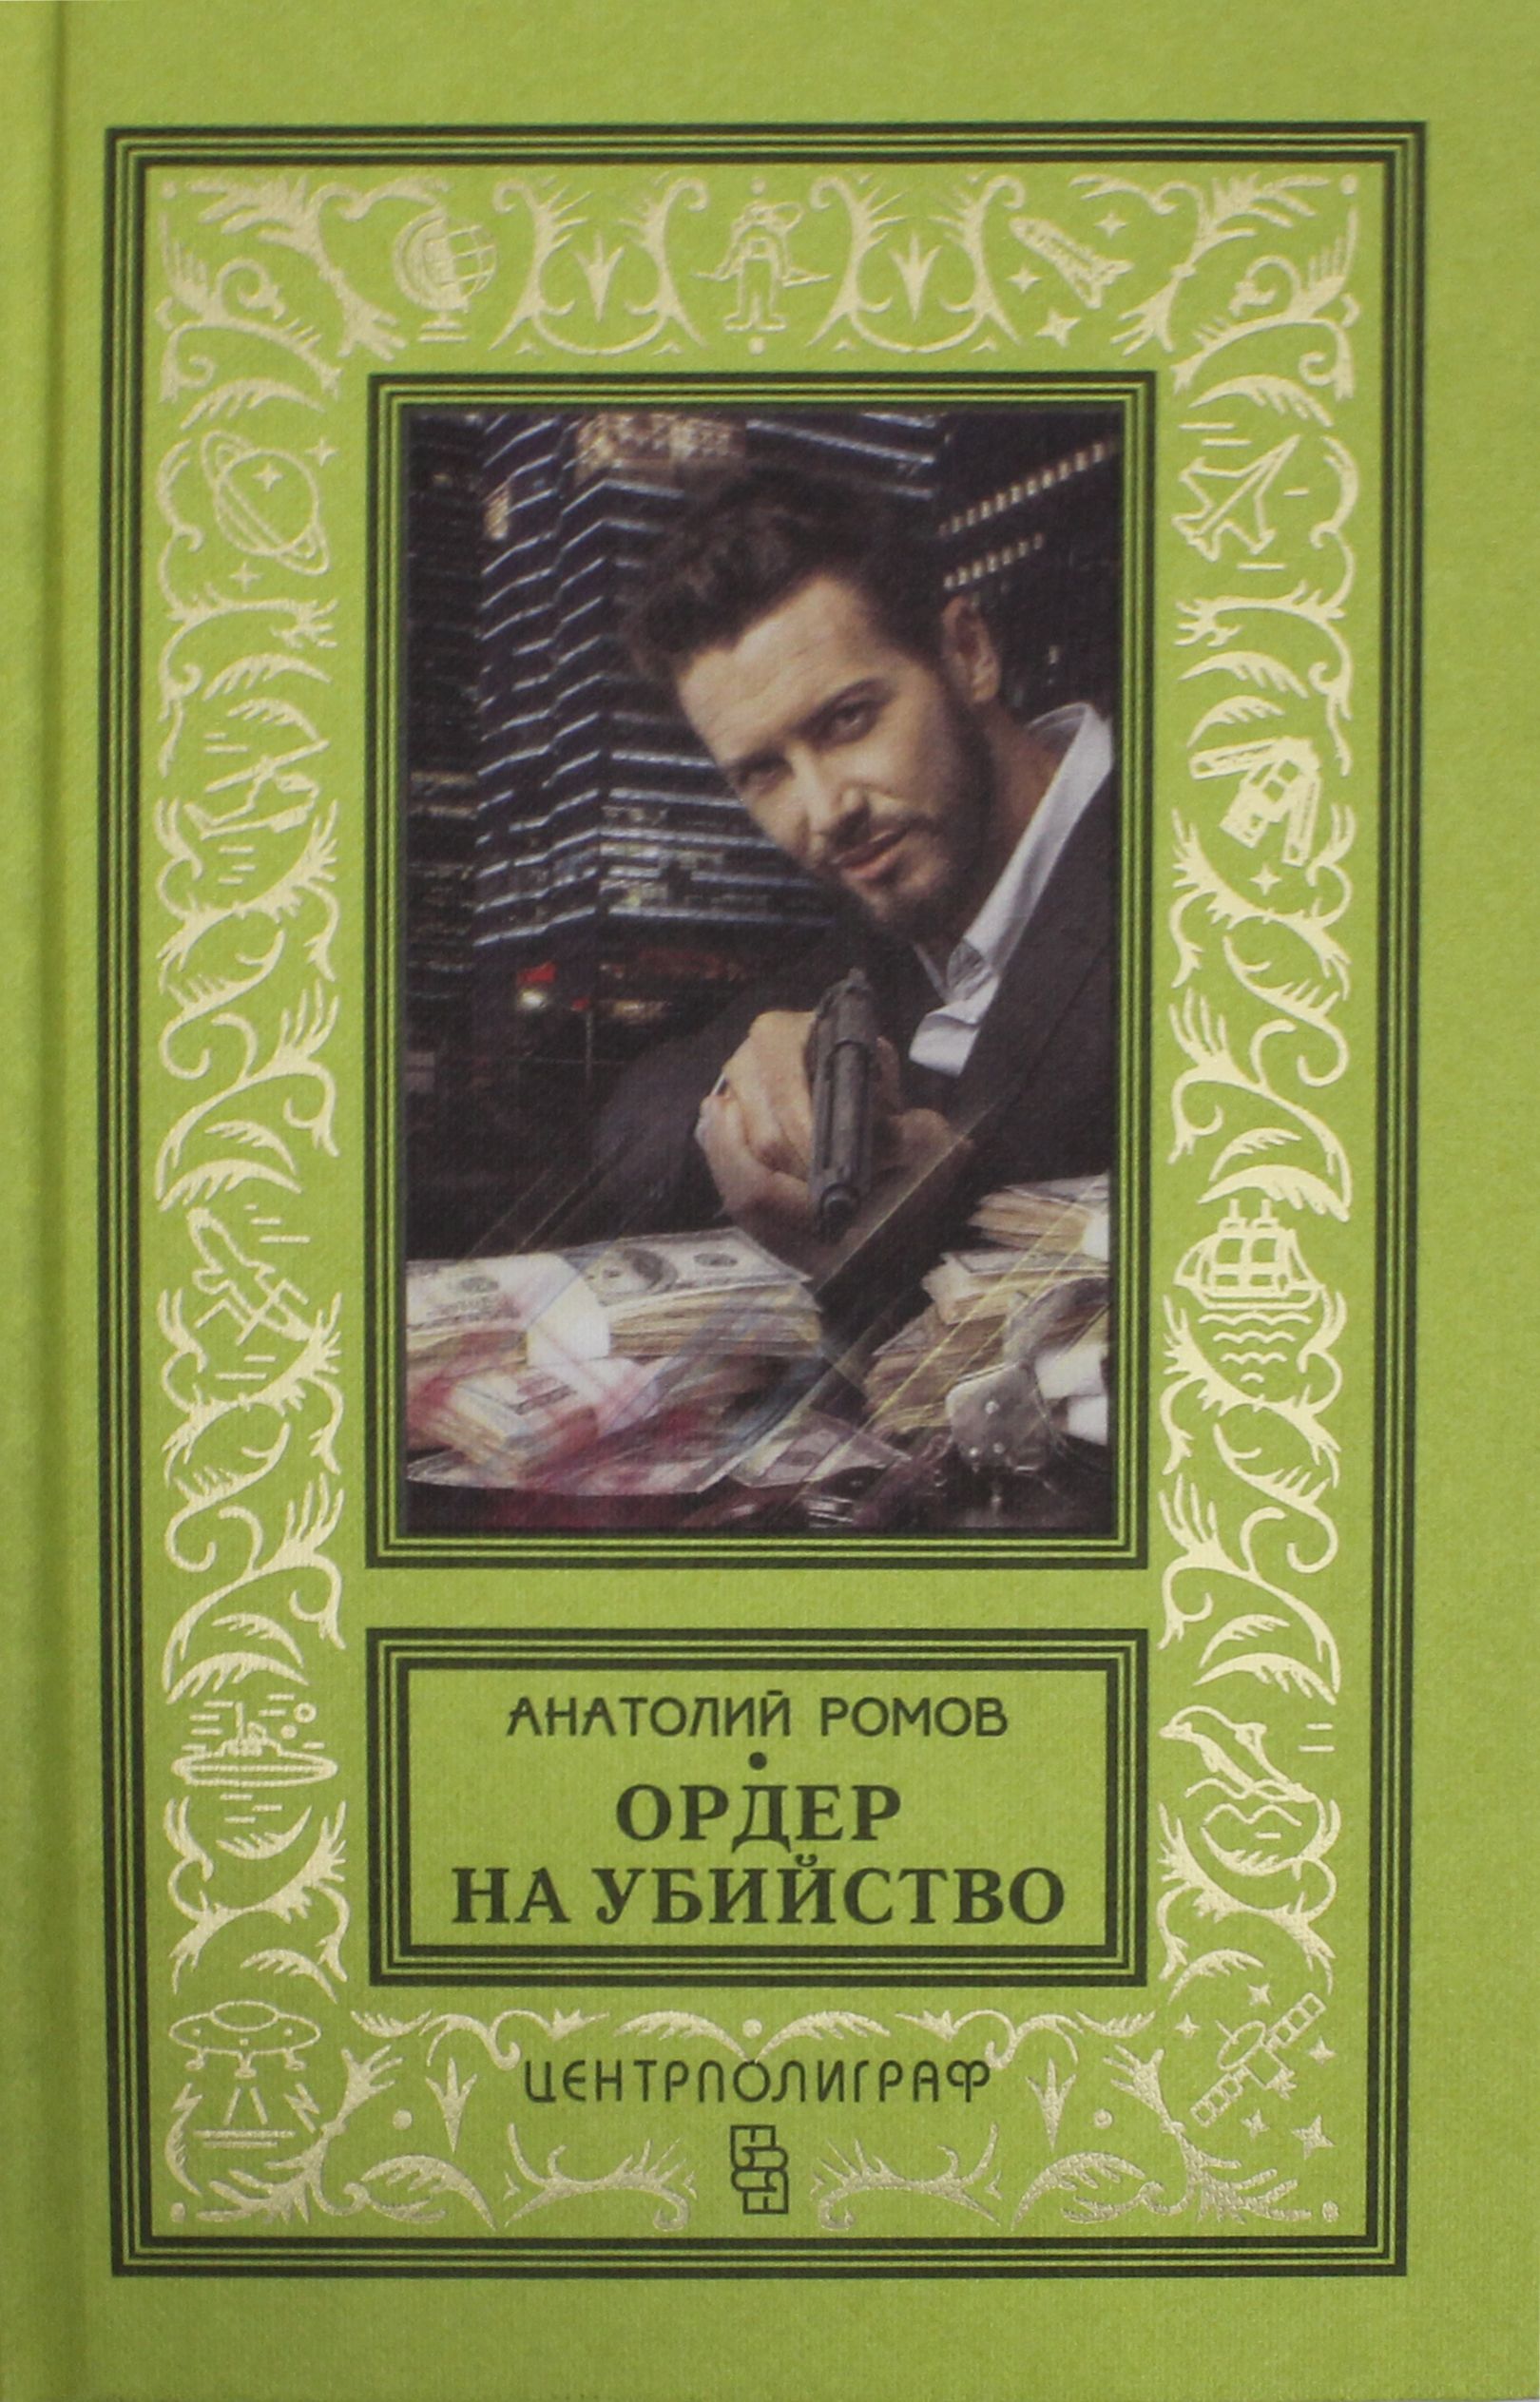 АНАТОЛИЙ РОМОВ
ОРДЕР
НА УБИЙСТВО
ЦЕНТРПОЛИГРАФ